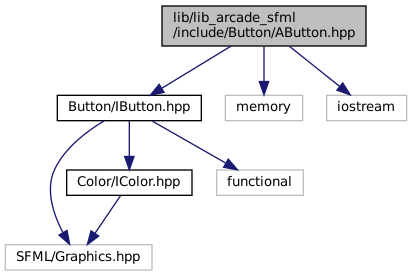 lib/lib_arcade_sfml
/include/Button/AButton.hpp
Button/IButton.hpp
memory
iostream
Color/IColor.hpp
functional
SFML/Graphics.hpp